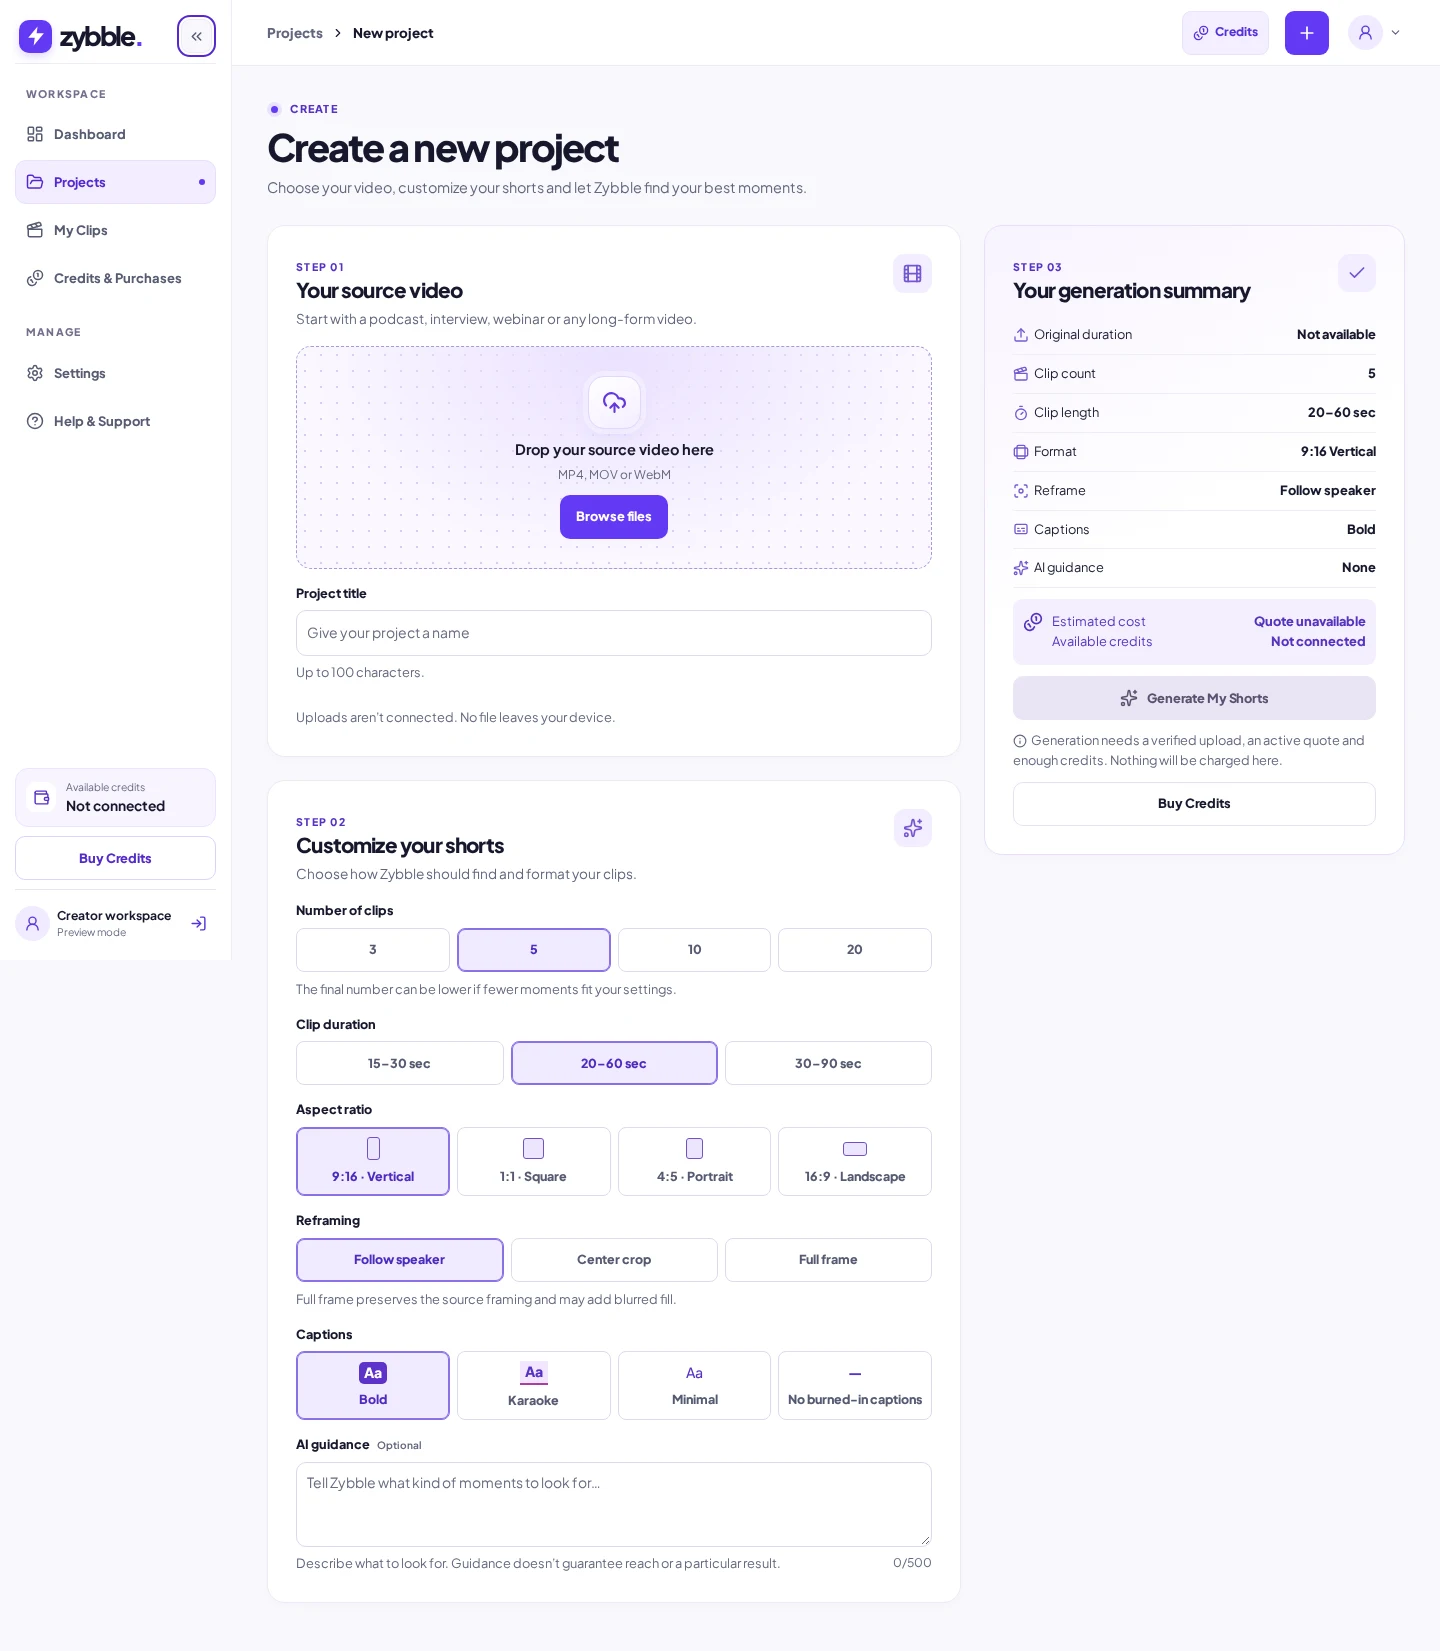 zybble.
WORKSPACE
Dashboard
Projects
My Clips
Credits & Purchases
MANAGE
Settings
Help & Support
Available credits
Not connected
Buy Credits
Creator workspace
Preview mode
Projects
New project
Credits
CREATE
Create a new project
Choose your video, customize your shorts and let Zybble find your best moments.
STEP 01
Your source video
Start with a podcast, interview, webinar or any long-form video.
Drop your source video here
MP4, MOV or WebM
Browse files
Project title
Give your project a name
Up to 100 characters.
Uploads aren't connected. No file leaves your device.
STEP 02
Customize your shorts
Choose how Zybble should find and format your clips.
Number of clips
3 5 10 20
The final number can be lower if fewer moments fit your settings.
Clip duration
15–30 sec 20–60 sec 30–90 sec
Aspect ratio
9:16 · Vertical 1:1 · Square 4:5 · Portrait 16:9 · Landscape
Reframing
Follow speaker Center crop Full frame
Full frame preserves the source framing and may add blurred fill.
Captions
Aa Aa Aa —
Bold Karaoke Minimal No burned-in captions
AI guidance Optional
Tell Zybble what kind of moments to look for…
Describe what to look for. Guidance doesn't guarantee reach or a particular result. 0/500
STEP 03
Your generation summary
Original duration Not available
Clip count 5
Clip length 20–60 sec
Format 9:16 Vertical
Reframe Follow speaker
Captions Bold
AI guidance None
Estimated cost Quote unavailable
Available credits Not connected
Generate My Shorts
Generation needs a verified upload, an active quote and
enough credits. Nothing will be charged here.
Buy Credits